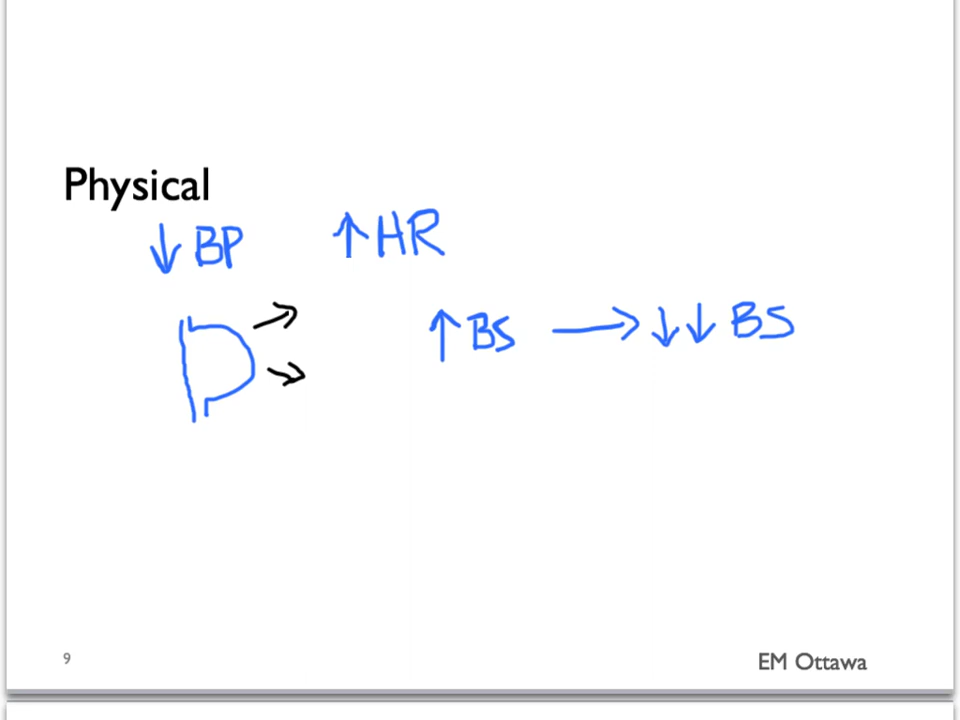 Physical
↓ BP ↑ HR
↑ BS → ↓ ↓ BS
9 EM Ottawa